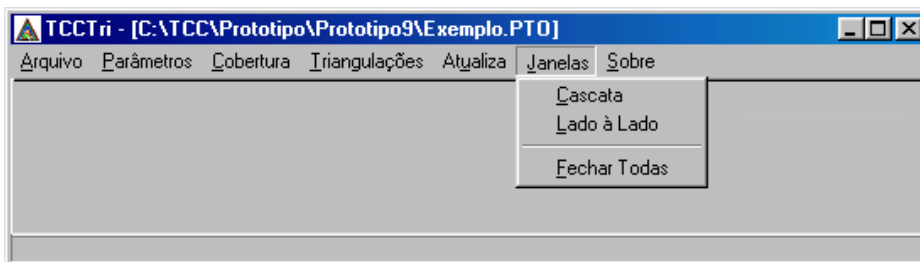 TCCTri - [C:\TCC\Prototipo\Prototipo9\Exemplo.PTO]
Arquivo Parâmetros Cobertura Triangulações Atualiza Janelas Sobre
Cascata
Lado à Lado
Fechar Todas